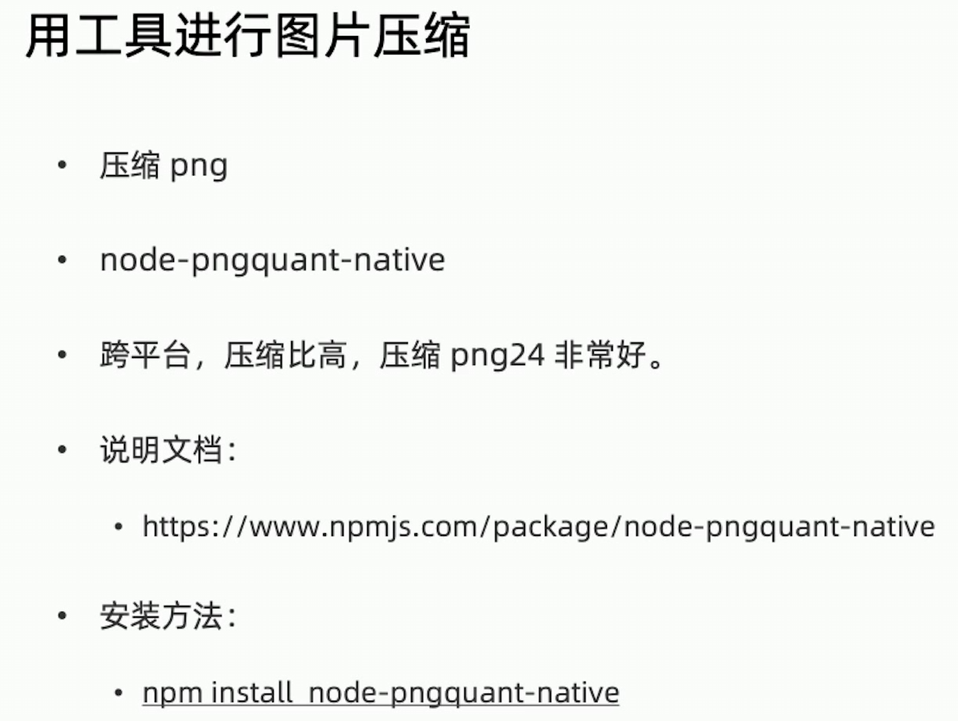 用工具进行图片压缩
• 压缩 png
• node-pngquant-native
• 跨平台，压缩比高，压缩 png24 非常好。
• 说明文档：
• https://www.npmjs.com/package/node-pngquant-native
• 安装方法：
• npm install  node-pngquant-native